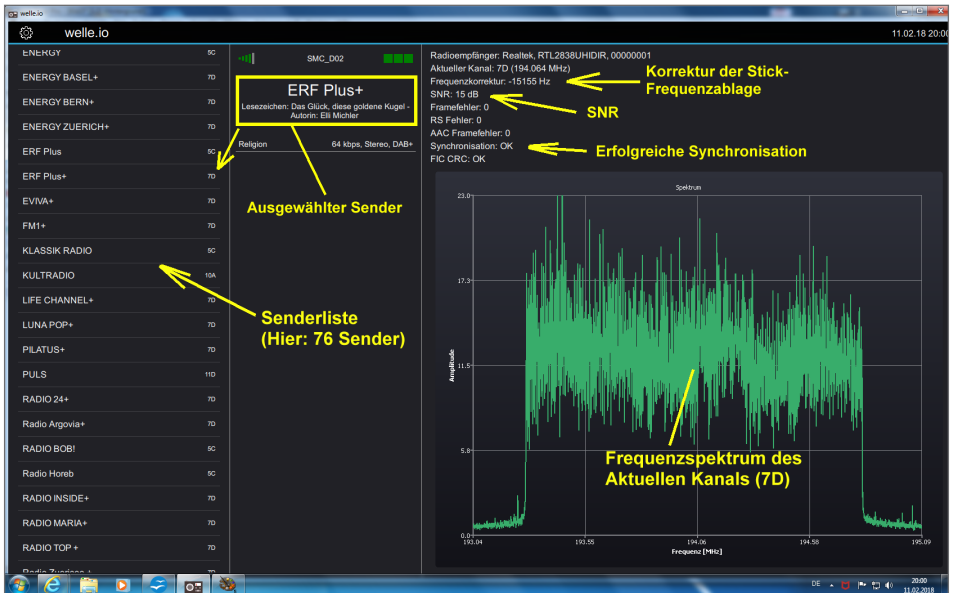 welle.io
welle.io
11.02.18 20:00
ENERGY 5C
ENERGY BASEL+ 7D
ENERGY BERN+ 7D
ENERGY ZUERICH+ 7D
ERF Plus 5C
ERF Plus+ 7D
EVIVA+ 7D
FM1+ 7D
KLASSIK RADIO 5C
KULTRADIO 10A
LIFE CHANNEL+ 7D
LUNA POP+ 7D
PILATUS+ 7D
PULS 11D
RADIO 24+ 7D
Radio Argovia+ 7D
RADIO BOB! 5C
Radio Horeb 5C
RADIO INSIDE+ 7D
RADIO MARIA+ 7D
RADIO TOP + 7D
SMC_D02
ERF Plus+
Lesezeichen: Das Glück, diese goldene Kugel -
Autorin: Elli Michler
Religion 64 kbps, Stereo, DAB+
Ausgewählter Sender
Senderliste
(Hier: 76 Sender)
Radioempfänger: Realtek, RTL2838UHIDIR, 00000001
Aktueller Kanal: 7D (194.064 MHz)
Frequenzkorrektur: -15155 Hz
SNR: 15 dB
Framefehler: 0
RS Fehler: 0
AAC Framefehler: 0
Synchronisation: OK
FIC CRC: OK
Korrektur der Stick-
Frequenzablage
SNR
Erfolgreiche Synchronisation
Spektrum
23.0
17.3
11.5
5.8
0.0
Amplitude
Frequenzspektrum des
Aktuellen Kanals (7D)
193.04 193.55 194.06 194.58 195.09
Frequenz [MHz]
DE
20:00
11.02.2018